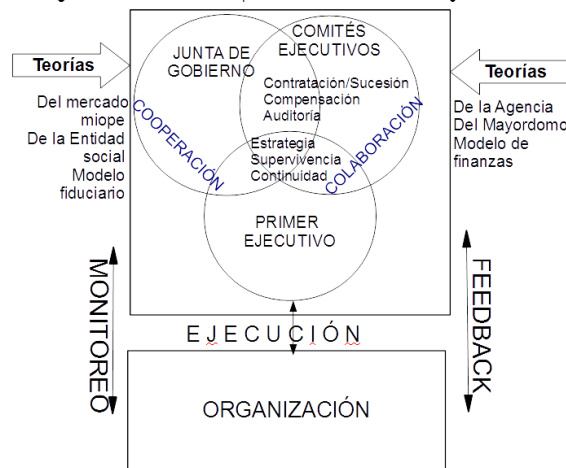 JUNTA DE
GOBIERNO
COMITÉS
EJECUTIVOS
Teorías
Teorías
Del mercado
miope
De la Entidad
social
Modelo
fiduciario
COOPERACIÓN
Contratación/Sucesión
Compensación
Auditoría
Estrategia
Supervivencia
Continuidad
COLABORACIÓN
De la Agencia
Del Mayordomo
Modelo de
finanzas
PRIMER
EJECUTIVO
MONITOREO
EJECUCIÓN
FEEDBACK
ORGANIZACIÓN